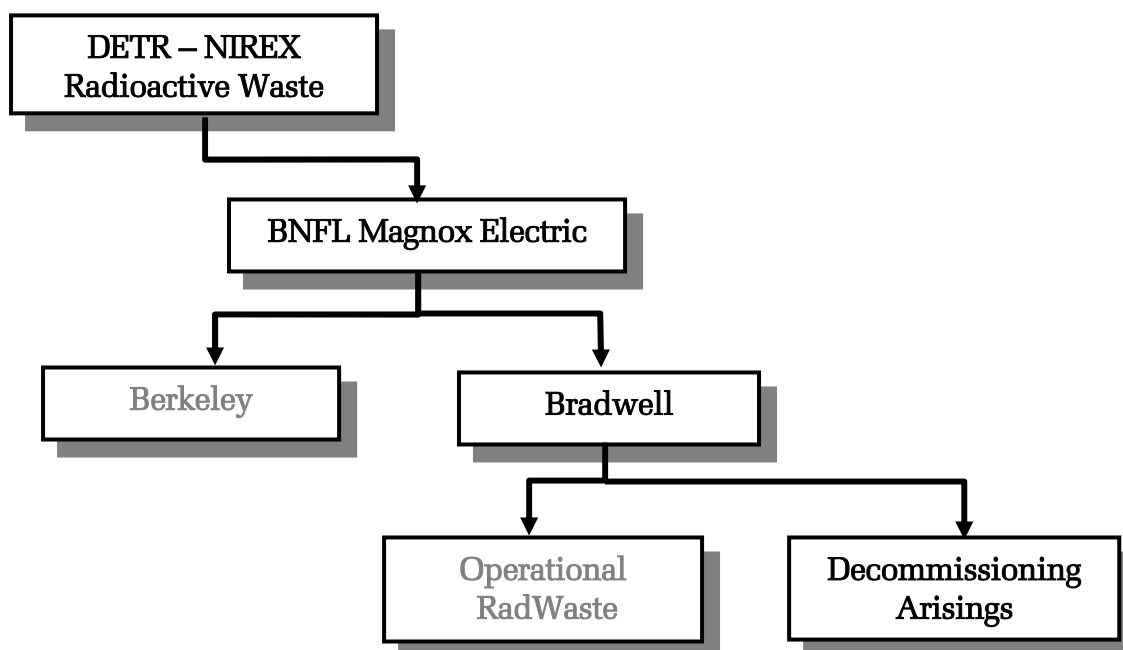 DETR – NIREX
Radioactive Waste
BNFL Magnox Electric
Berkeley
Bradwell
Operational
RadWaste
Decommissioning
Arisings